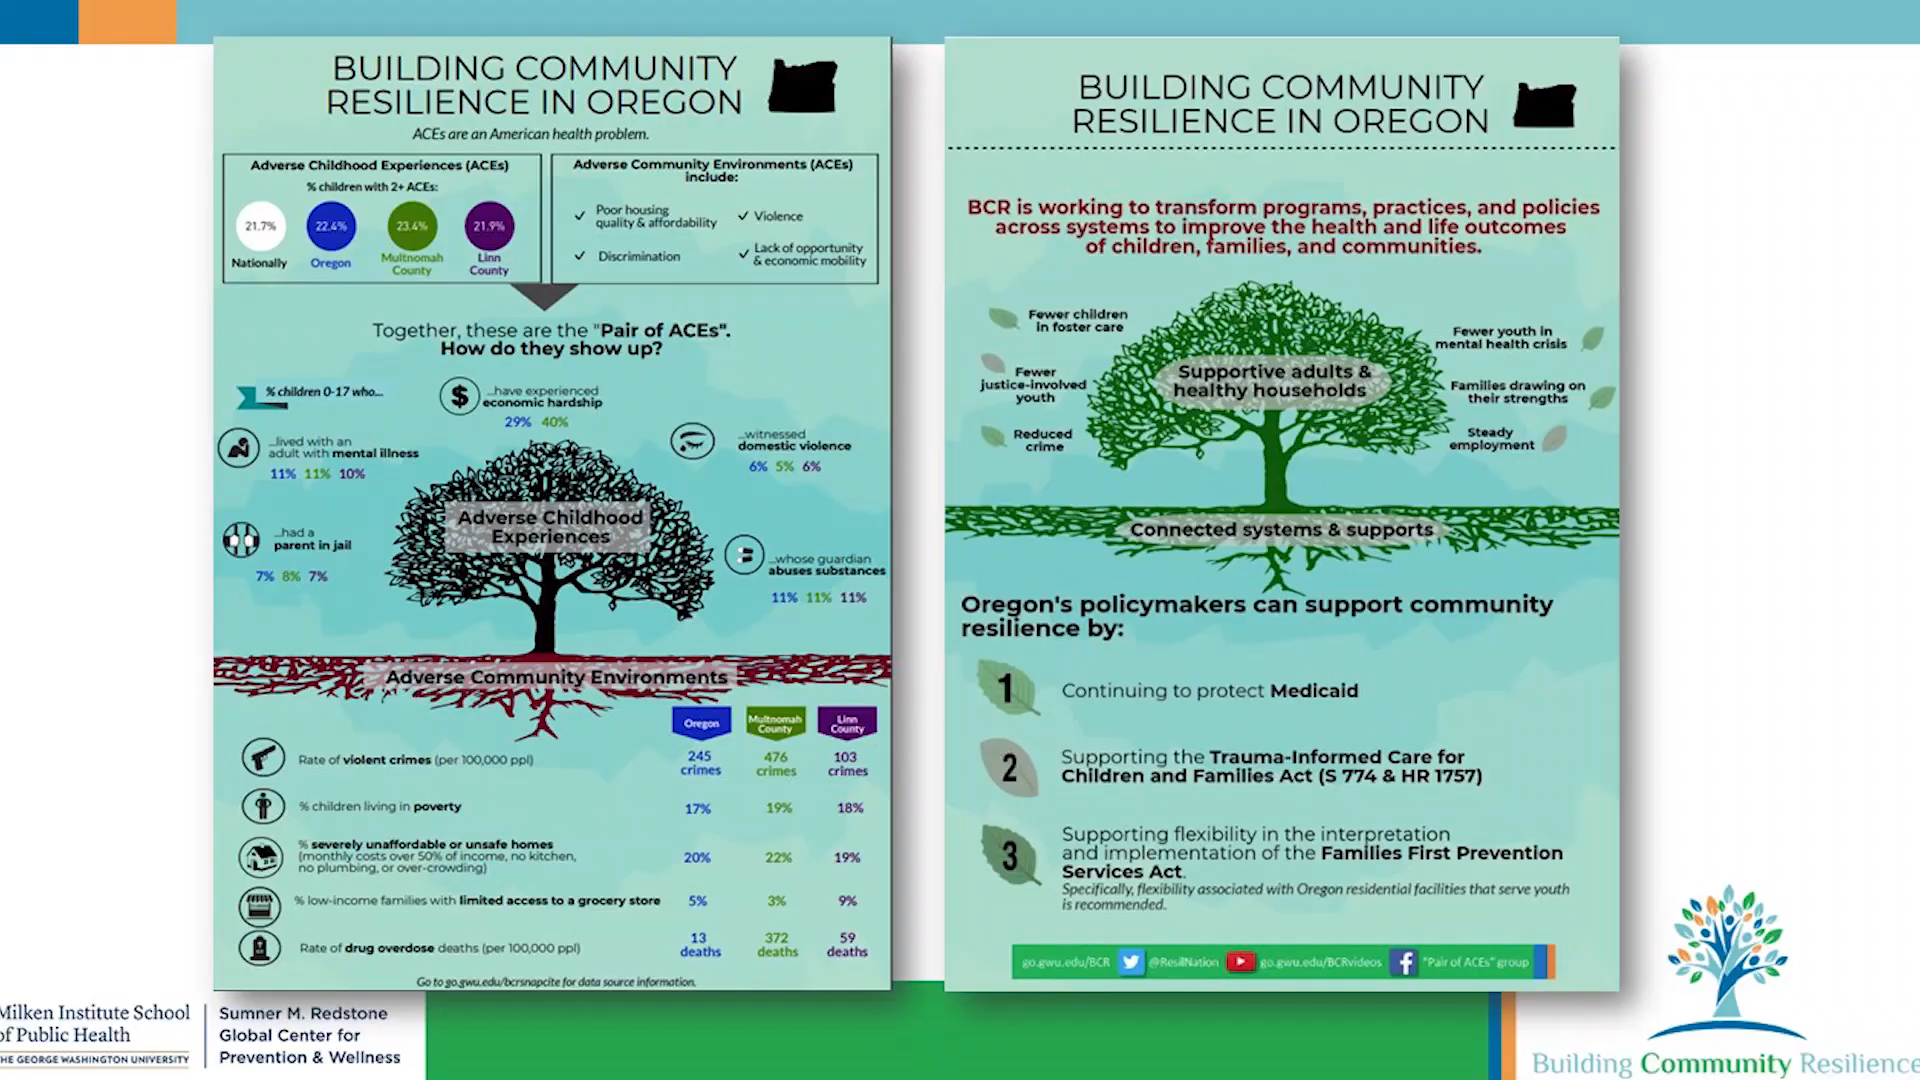 BUILDING COMMUNITY
RESILIENCE IN OREGON
ACEs are an American health problem.
Adverse Childhood Experiences (ACEs)
% children with 2+ ACEs:
21.7%
22.4%
23.4%
21.9%
Nationally
Oregon
Multnomah
County
Linn
County
Adverse Community Environments (ACEs)
include:
Poor housing
quality & affordability
Violence
Discrimination
Lack of opportunity
& economic mobility
Together, these are the "Pair of ACEs".
How do they show up?
% children 0-17 who...
...have experienced
economic hardship
29% 40%
...lived with an
adult with mental illness
11% 11% 10%
...witnessed
domestic violence
6% 5% 6%
...had a
parent in jail
7% 8% 7%
...whose guardian
abuses substances
11% 11% 11%
Adverse Childhood
Experiences
Adverse Community Environments
Oregon
Multnomah
County
Linn
County
Rate of violent crimes (per 100,000 ppl)
245
crimes
476
crimes
103
crimes
% children living in poverty
17%
19%
18%
% severely unaffordable or unsafe homes
(monthly costs over 50% of income, no kitchen,
no plumbing, or over-crowding)
20%
22%
19%
% low-income families with limited access to a grocery store
5%
3%
9%
Rate of drug overdose deaths (per 100,000 ppl)
13
deaths
372
deaths
59
deaths
Go to go.gwu.edu/bcrsnapcite for data source information.
BUILDING COMMUNITY
RESILIENCE IN OREGON
BCR is working to transform programs, practices, and policies
across systems to improve the health and life outcomes
of children, families, and communities.
Fewer children
in foster care
Fewer
justice-involved
youth
Reduced
crime
Supportive adults &
healthy households
Fewer youth in
mental health crisis
Families drawing on
their strengths
Steady
employment
Connected systems & supports
Oregon's policymakers can support community
resilience by:
1
Continuing to protect Medicaid
2
Supporting the Trauma-Informed Care for
Children and Families Act (S 774 & HR 1757)
3
Supporting flexibility in the interpretation
and implementation of the Families First Prevention
Services Act.
Specifically, flexibility associated with Oregon residential facilities that serve youth
is recommended.
go.gwu.edu/BCR @ResilNation go.gwu.edu/BCRvideos "Pair of ACEs" group
Milken Institute School
of Public Health
THE GEORGE WASHINGTON UNIVERSITY
Sumner M. Redstone
Global Center for
Prevention & Wellness
Building Community Resilience